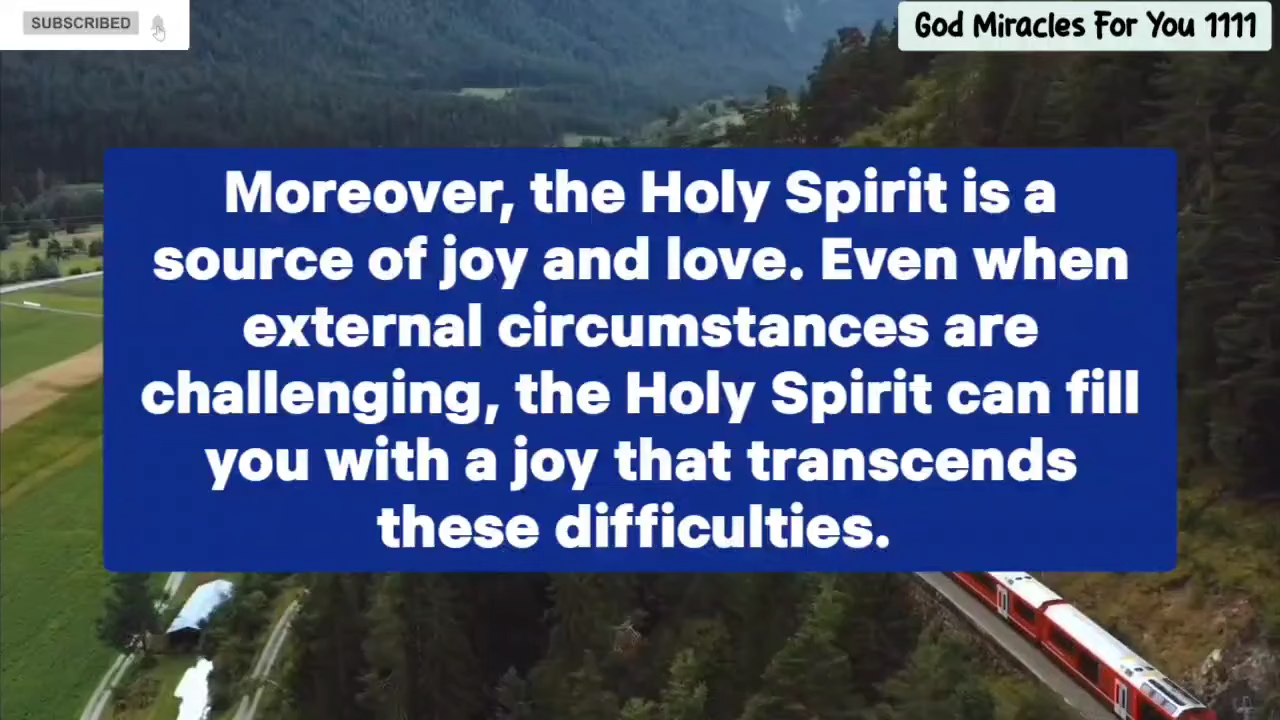 SUBSCRIBED
God Miracles For You 1111
Moreover, the Holy Spirit is a
source of joy and love. Even when
external circumstances are
challenging, the Holy Spirit can fill
you with a joy that transcends
these difficulties.